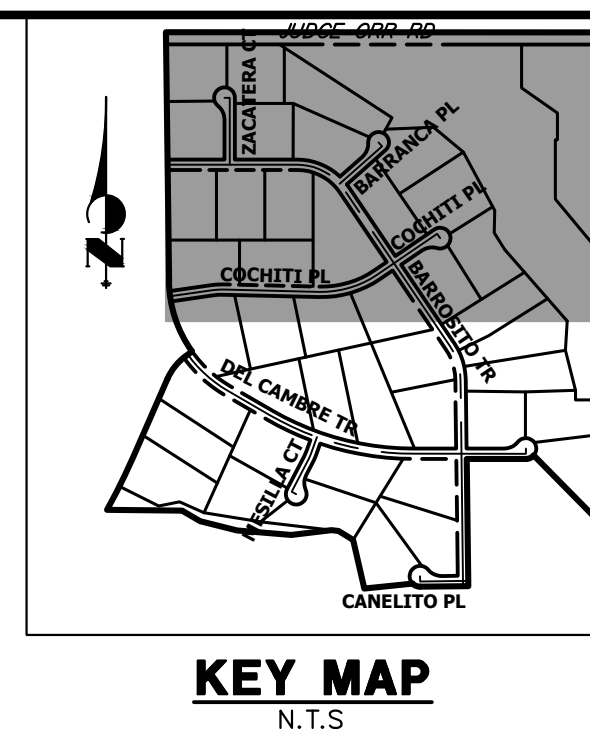 JUDGE ORR RD
ZACATERA CT
BARRANCA PL
COCHITI PL
COCHITI PL
BARROSITO TR
DEL CAMBRE TR
MESILLA CT
CANELITO PL
N
KEY MAP
N.T.S